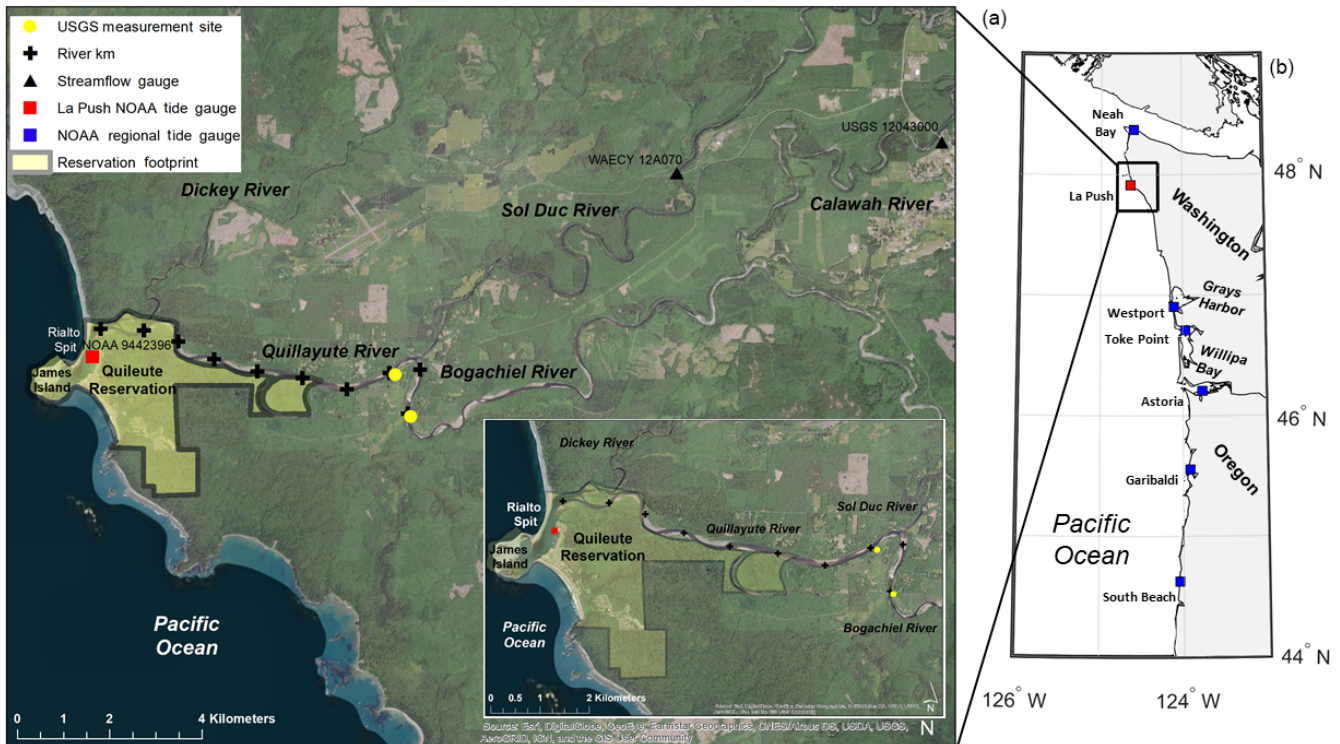 USGS measurement site
River km
Streamflow gauge
La Push NOAA tide gauge
NOAA regional tide gauge
Reservation footprint
Dickey River
WAECY 12A070
USGS 12043000
Sol Duc River
Calawah River
Rialto
Spit
NOAA 9442396
James
Island
Quileute
Reservation
Quillayute River
Bogachiel River
Pacific
Ocean
0 1 2 4 Kilometers
Dickey River
Rialto
Spit
Sol Duc River
Quillayute River
Quileute
Reservation
James
Island
Bogachiel River
Pacific
Ocean
0 0.5 1 2 Kilometers
N
Source: Esri, DigitalGlobe, GeoEye, Earthstar Geographics, CNES/Airbus DS, USDA, USGS,
AeroGRID, IGN, and the GIS User Community
N
(a)
(b)
Neah
Bay
48° N
La Push
Washington
Grays
Harbor
Westport
Toke Point
Willipa
Bay
46° N
Astoria
Garibaldi
Oregon
Pacific
Ocean
South Beach
44° N
126° W
124° W